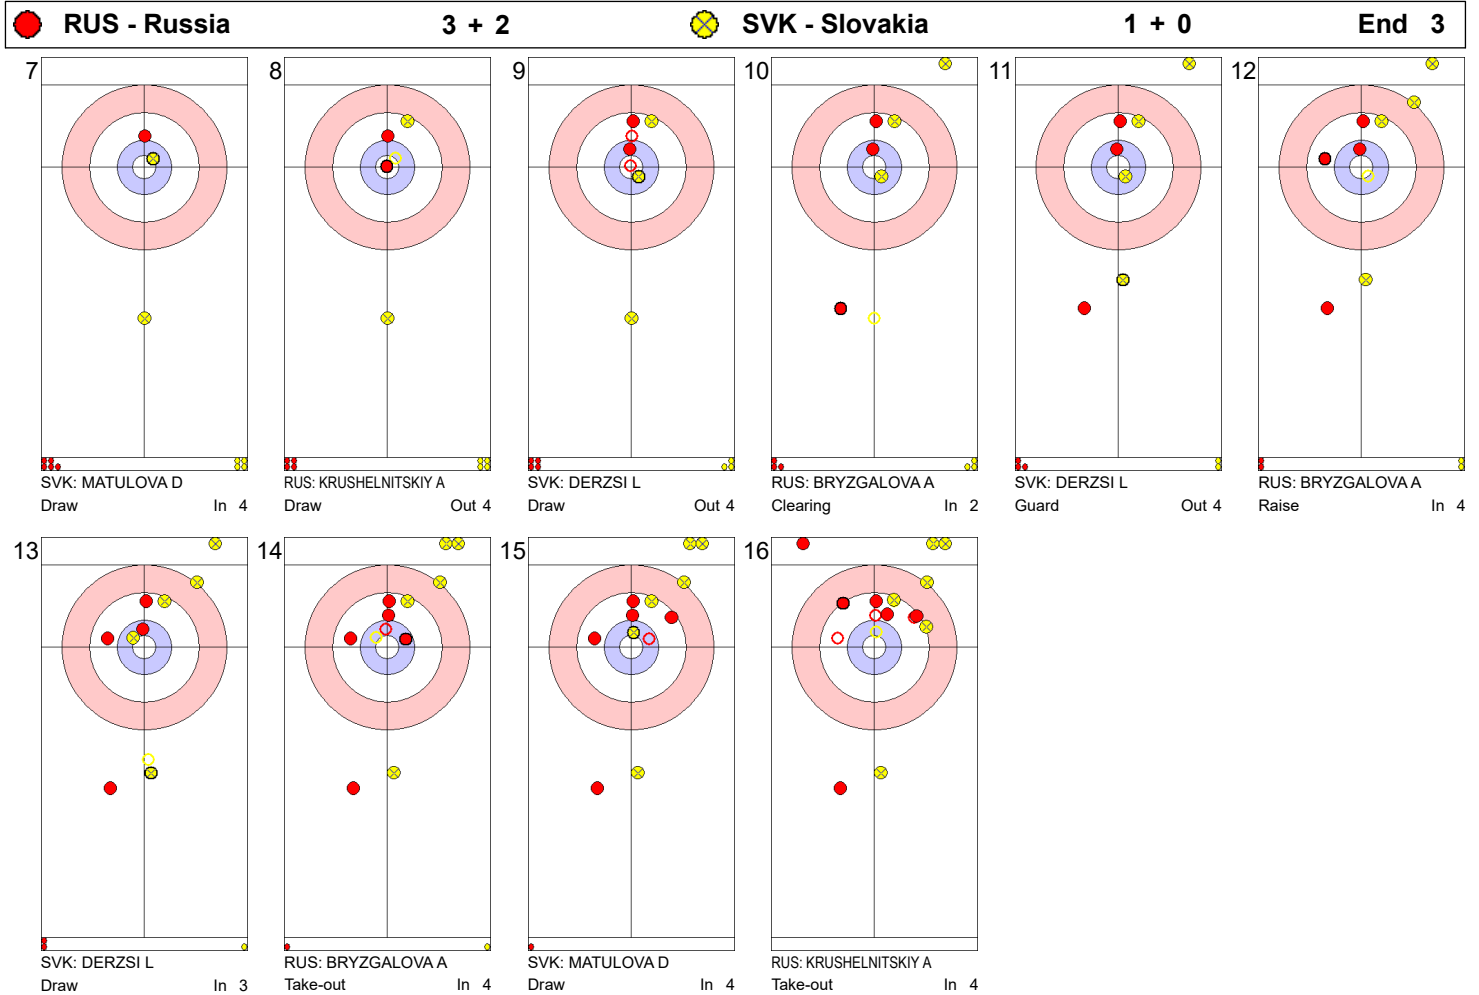 RUS - Russia 3 + 2 SVK - Slovakia 1 + 0 End 3
7 8 9 10 11 12
SVK: MATULOVA D RUS: KRUSHELNITSKIY A SVK: DERZSI L RUS: BRYZGALOVA A SVK: DERZSI L RUS: BRYZGALOVA A
Draw In 4 Draw Out 4 Draw Out 4 Clearing In 2 Guard Out 4 Raise In 4
13 14 15 16
SVK: DERZSI L RUS: BRYZGALOVA A SVK: MATULOVA D RUS: KRUSHELNITSKIY A
Draw In 3 Take-out In 4 Draw In 4 Take-out In 4